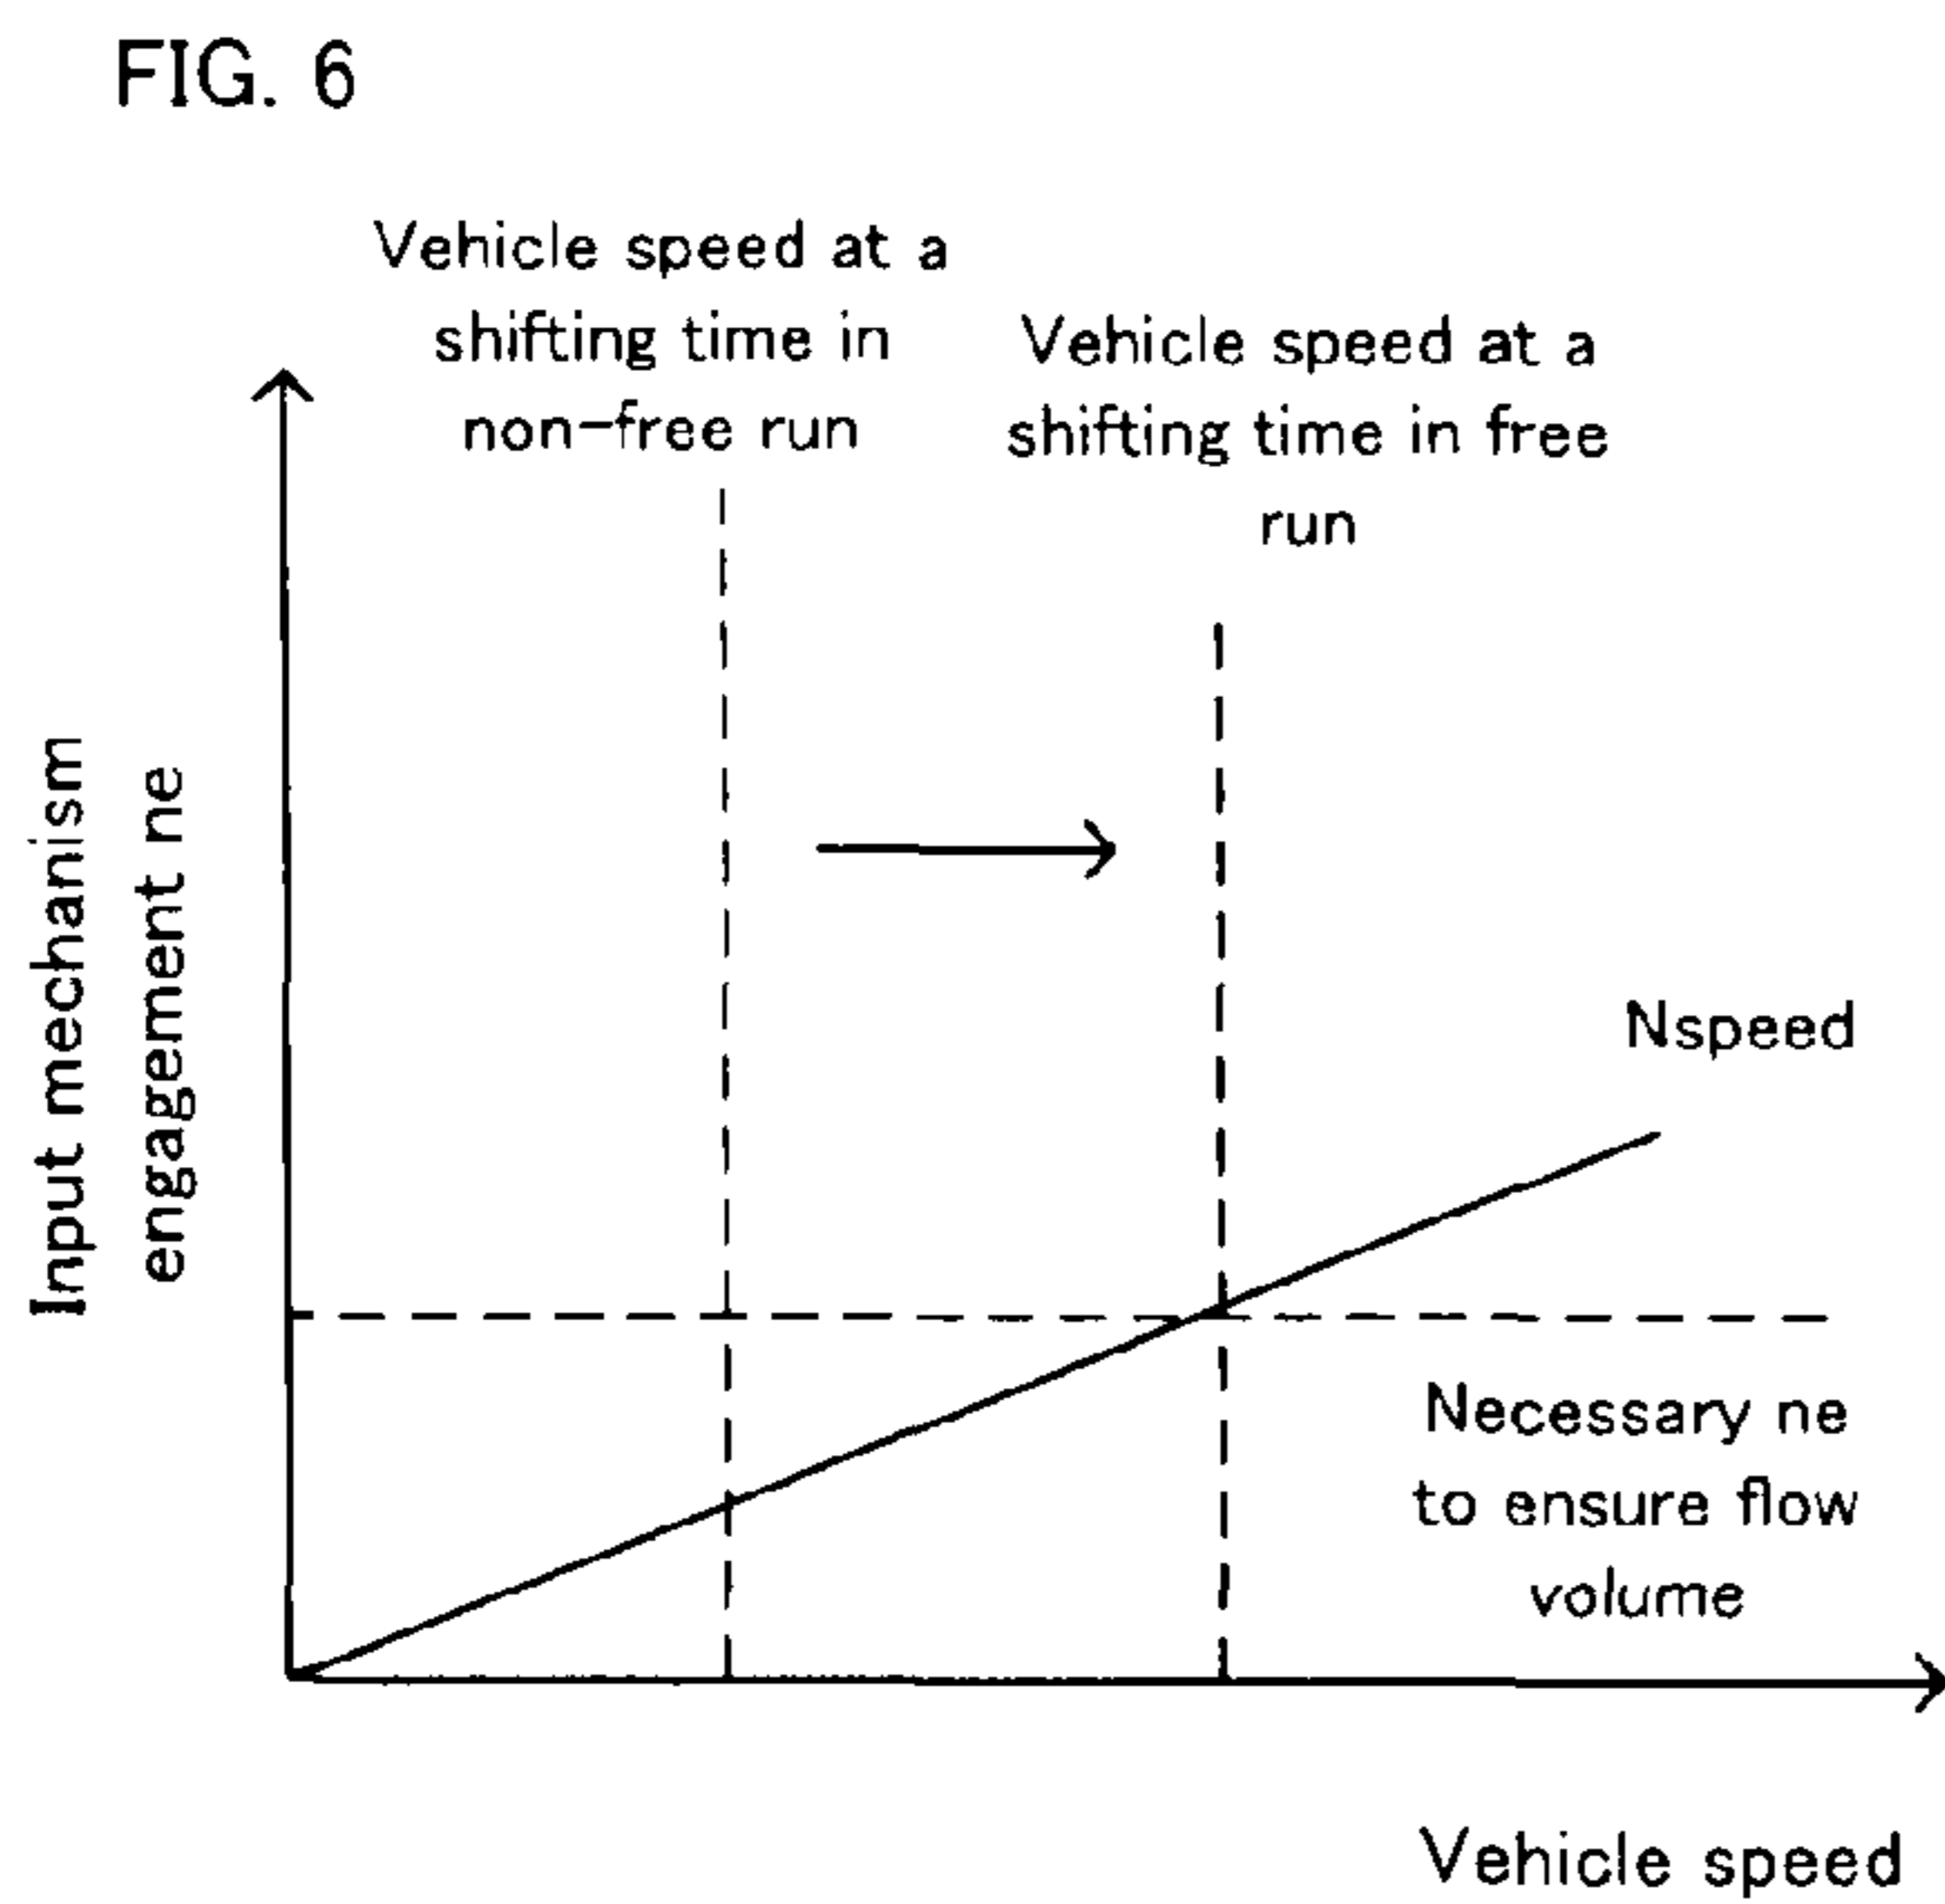 FIG. 6
Vehicle speed at a
shifting time in
non-free run
Vehicle speed at a
shifting time in free
run
Input mechanism
engagement ne
Nspeed
Necessary ne
to ensure flow
volume
Vehicle speed